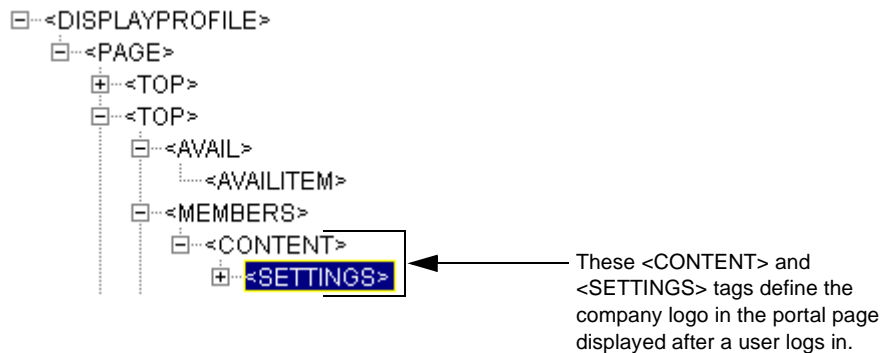 <DISPLAYPROFILE>
<PAGE>
<TOP>
<TOP>
<AVAIL>
<AVAILITEM>
<MEMBERS>
<CONTENT>
<SETTINGS>
These <CONTENT> and
<SETTINGS> tags define the
company logo in the portal page
displayed after a user logs in.